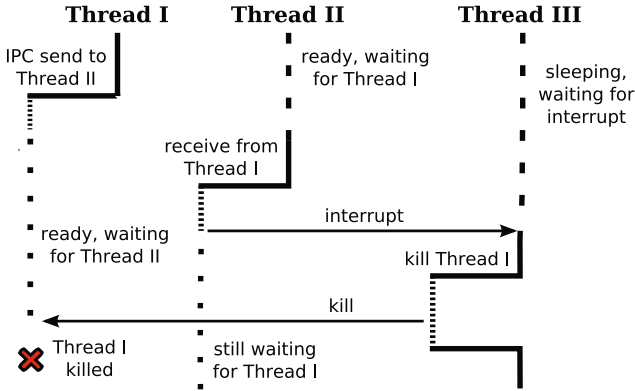 Thread I
Thread II
Thread III
IPC send to
Thread II
ready, waiting
for Thread I
sleeping,
waiting for
interrupt
receive from
Thread I
interrupt
ready, waiting
for Thread II
kill Thread I
kill
Thread I
killed
still waiting
for Thread I